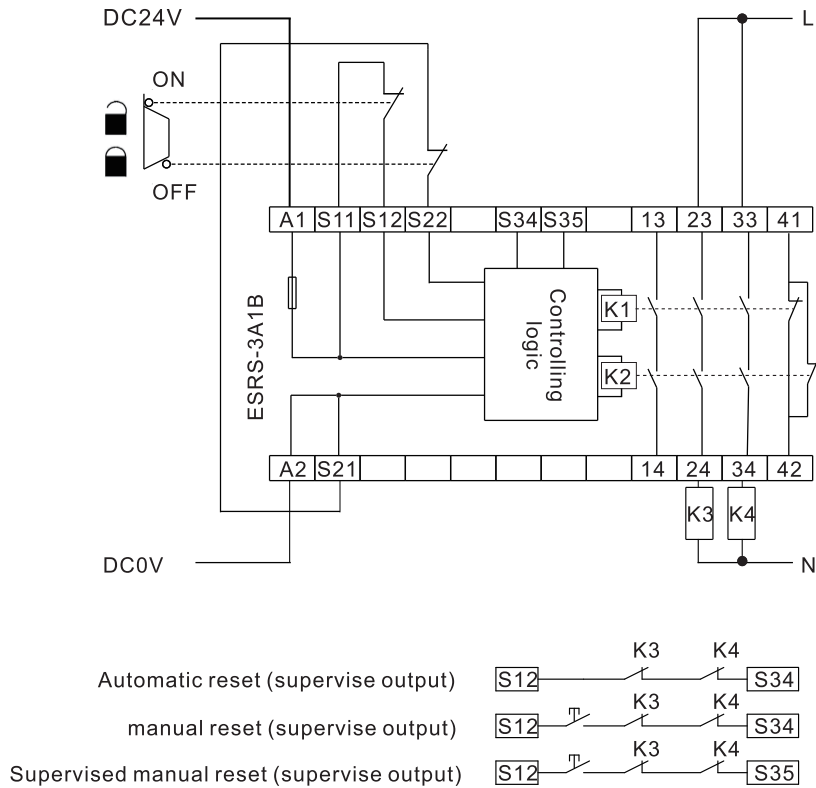 DC24V
L
ON
OFF
A1 S11 S12 S22 S34 S35 13 23 33 41
ESRS-3A1B
Controlling
logic
K1
K2
A2 S21 14 24 34 42
K3 K4
DC0V
N
K3 K4
Automatic reset (supervise output) S12 S34
K3 K4
manual reset (supervise output) S12 S34
K3 K4
Supervised manual reset (supervise output) S12 S35